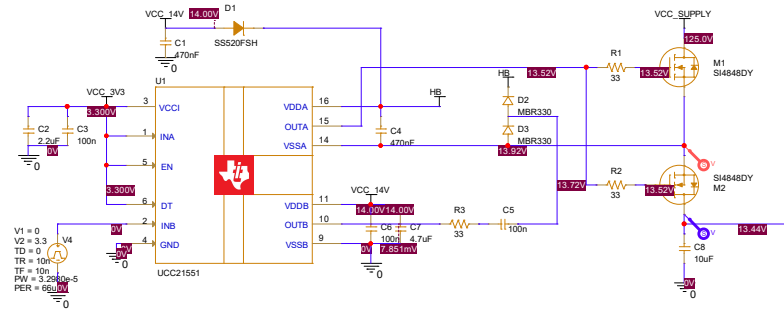 VCC_14V
14.00V
D1
SS520FSH
C1
470nF
0
VCC_SUPPLY
125.0V
R1
33
13.52V
13.52V
M1
SI4848DY
VCC_3V3
3.300V
C2
2.2uF
C3
100n
0V
0
U1
3
VCCI
1
INA
5
EN
6
DT
2
INB
4
GND
UCC21551
VDDA
16
OUTA
15
VSSA
14
VDDB
11
OUTB
10
VSSB
9
HB
HB
C4
470nF
D2
MBR330
D3
MBR330
13.92V
V
13.72V
R2
33
13.52V
SI4848DY
M2
3.300V
VCC_14V
14.00V
14.00V
C6
100n
C7
4.7uF
0V
7.851mV
0
R3
33
C5
100n
V
13.44V
C8
10uF
0V
0
0V
0
V1 = 0
V2 = 3.3
TD = 0
TR = 10n
TF = 10n
PW = 3.2980e-5
PER = 66u
V4
0V
0